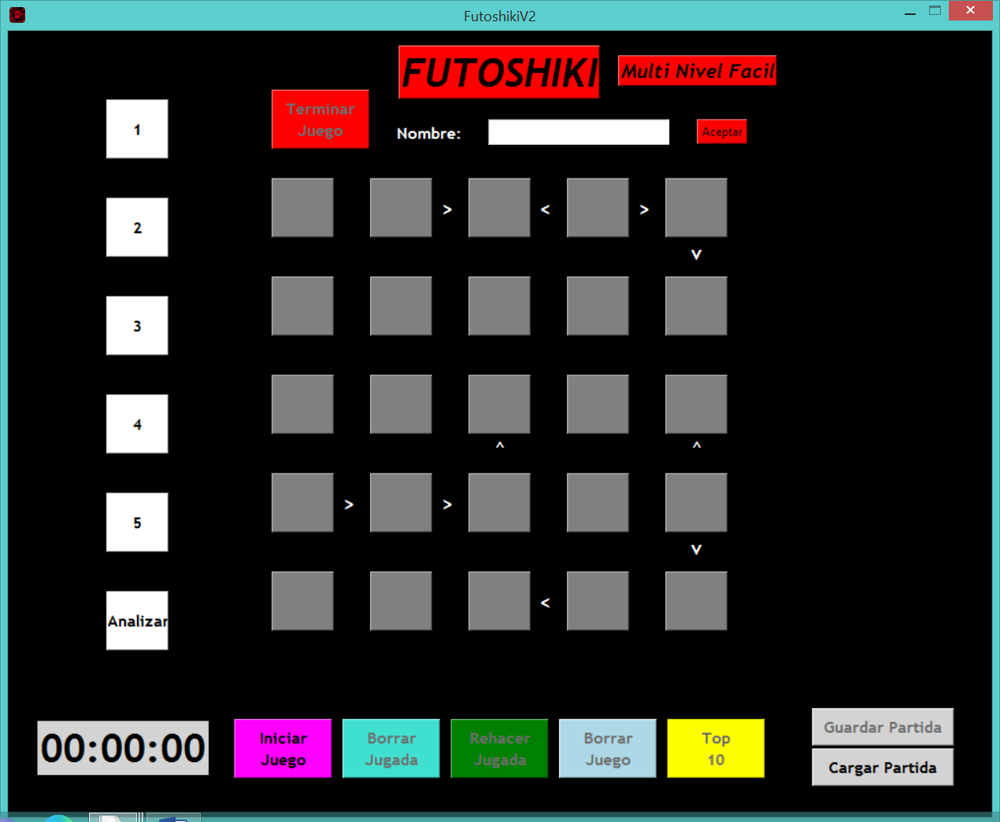 FutoshikiV2
FUTOSHIKI
Multi Nivel Facil
Terminar
Juego
Nombre:
Aceptar
1
2
3
4
5
Analizar
> < >
v
^ ^
> >
v
<
00:00:00
Iniciar
Juego
Borrar
Jugada
Rehacer
Jugada
Borrar
Juego
Top
10
Guardar Partida
Cargar Partida